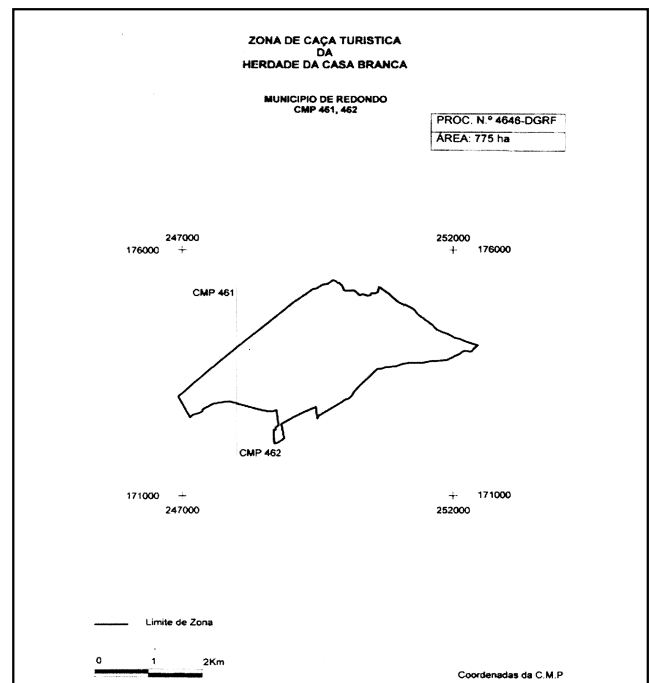 ZONA DE CAÇA TURISTICA
DA
HERDADE DA CASA BRANCA
MUNICIPIO DE REDONDO
CMP 461, 462
PROC. N.º 4646-DGRF
ÁREA: 775 ha
247000 252000
176000 176000
CMP 461
CMP 462
171000 171000
247000 252000
Limite de Zona
0 1 2Km
Coordenadas da C.M.P